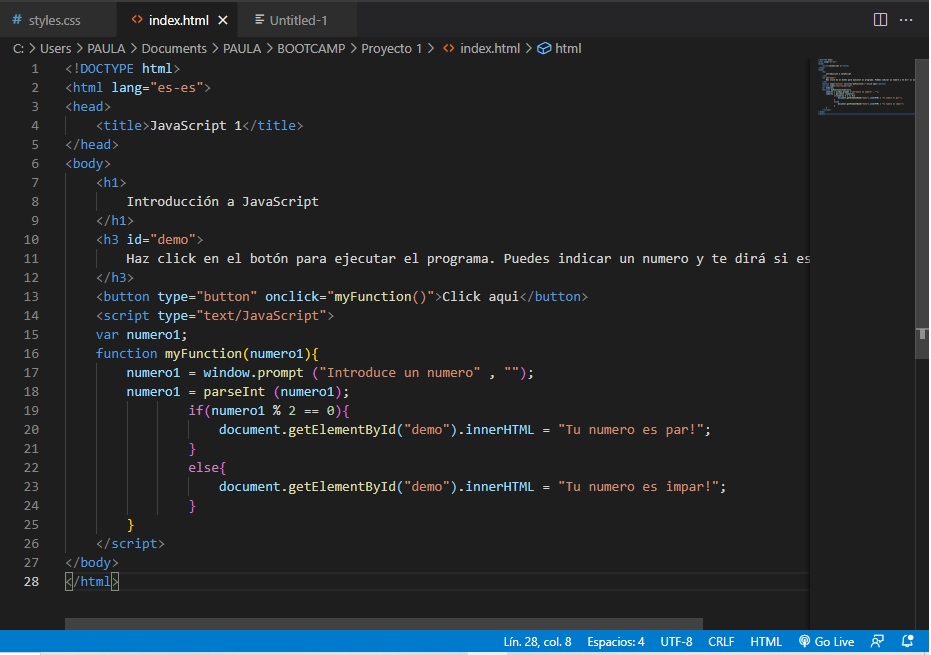 # styles.css <> index.html × Untitled-1 ...
C: > Users > PAULA > Documents > PAULA > BOOTCAMP > Proyecto 1 > <> index.html > html
1 <!DOCTYPE html>
2 <html lang="es-es">
3 <head>
4 <title>JavaScript 1</title>
5 </head>
6 <body>
7 <h1>
8 Introducción a JavaScript
9 </h1>
10 <h3 id="demo">
11 Haz click en el botón para ejecutar el programa. Puedes indicar un numero y te dirá si es
12 </h3>
13 <button type="button" onclick="myFunction()">Click aqui</button>
14 <script type="text/JavaScript">
15 var numero1;
16 function myFunction(numero1){
17 numero1 = window.prompt ("Introduce un numero" , "");
18 numero1 = parseInt (numero1);
19 if(numero1 % 2 == 0){
20 document.getElementById("demo").innerHTML = "Tu numero es par!";
21 }
22 else{
23 document.getElementById("demo").innerHTML = "Tu numero es impar!";
24 }
25 }
26 </script>
27 </body>
28 </html>
Lín. 28, col. 8 Espacios: 4 UTF-8 CRLF HTML Go Live